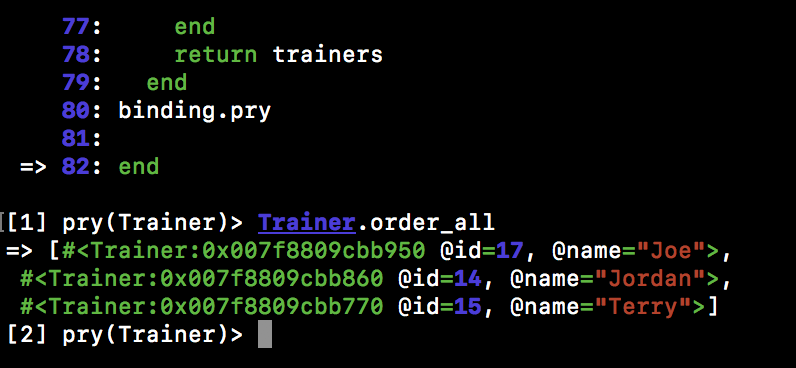 77:     end
78:     return trainers
79:   end
80: binding.pry
81:
=> 82: end
[1] pry(Trainer)> Trainer.order_all
=> [#<Trainer:0x007f8809cbb950 @id=17, @name="Joe">,
#<Trainer:0x007f8809cbb860 @id=14, @name="Jordan">,
#<Trainer:0x007f8809cbb770 @id=15, @name="Terry">]
[2] pry(Trainer)>